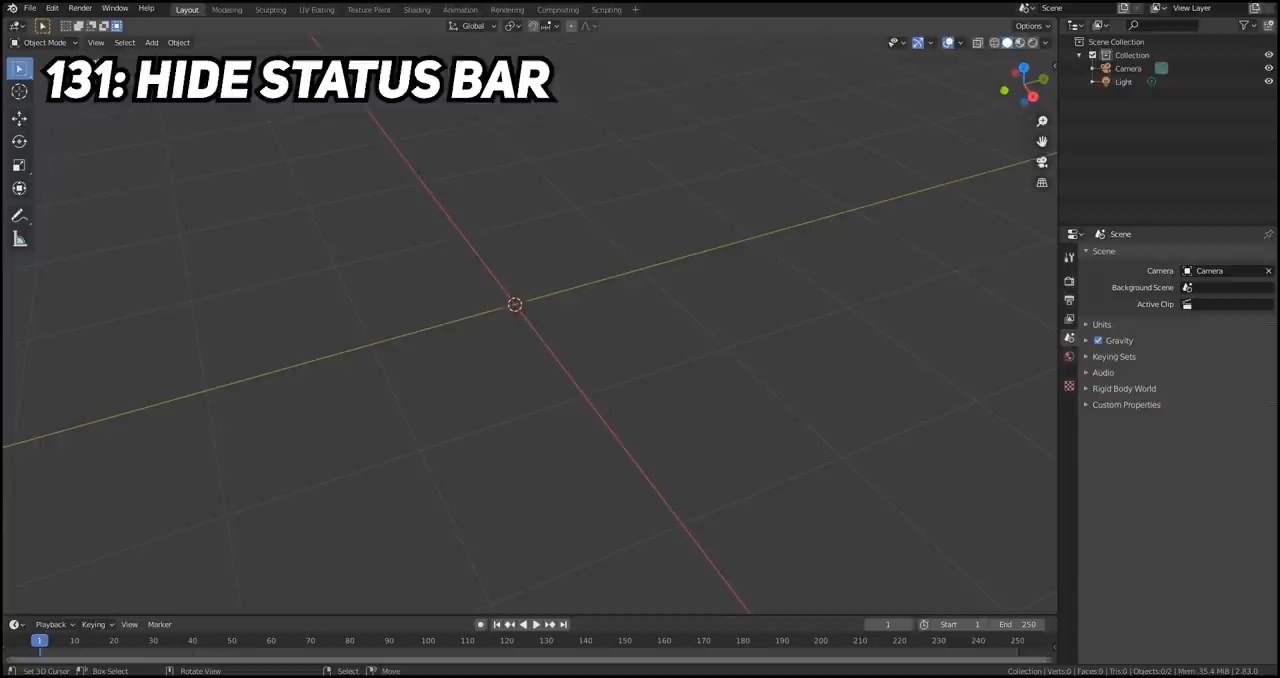 File Edit Render Window Help Layout Modeling Sculpting UV Editing Texture Paint Shading Animation Rendering Compositing Scripting + Scene View Layer
Global Options
Object Mode View Select Add Object
Scene Collection
Collection
Camera
Light
131: HIDE STATUS BAR
Scene
Scene
Camera Camera
Background Scene
Active Clip
Units
Gravity
Keying Sets
Audio
Rigid Body World
Custom Properties
Playback Keying View Marker 1 Start 1 End 250
1 10 20 30 40 50 60 70 80 90 100 110 120 130 140 150 160 170 180 190 200 210 220 230 240 250
Set 3D Cursor Box Select Rotate View Select Move Collection | Verts:0 | Faces:0 | Tris:0 | Objects:0/2 | Mem: 35.4 MiB | 2.83.0